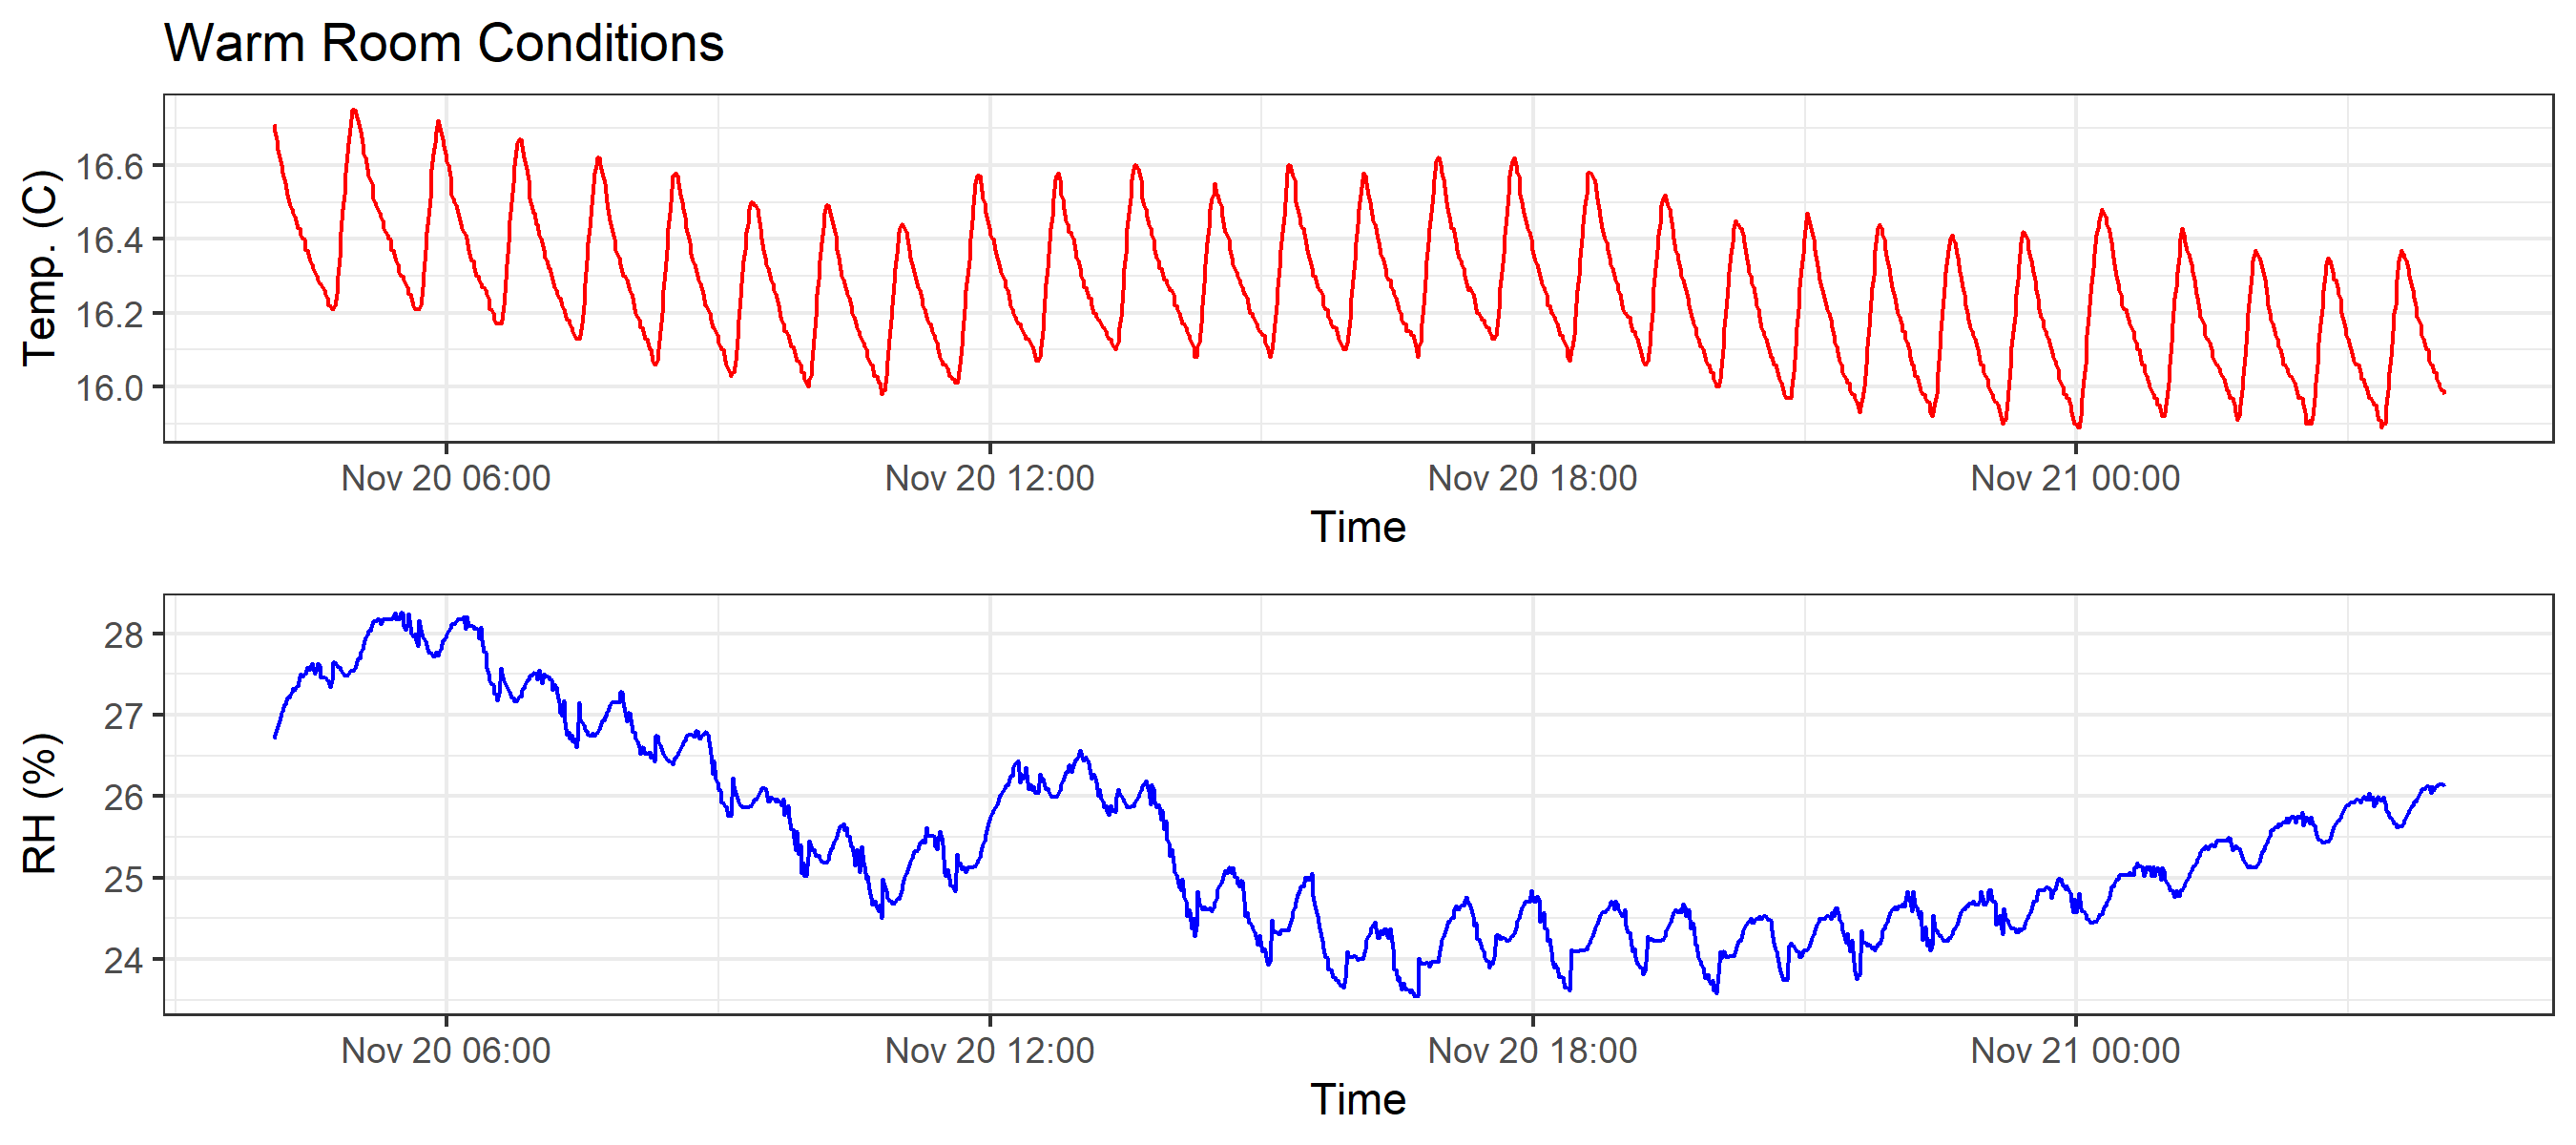 Warm Room Conditions
Temp. (C)
16.6
16.4
16.2
16.0
Nov 20 06:00 Nov 20 12:00 Nov 20 18:00 Nov 21 00:00
Time
RH (%)
28
27
26
25
24
Nov 20 06:00 Nov 20 12:00 Nov 20 18:00 Nov 21 00:00
Time